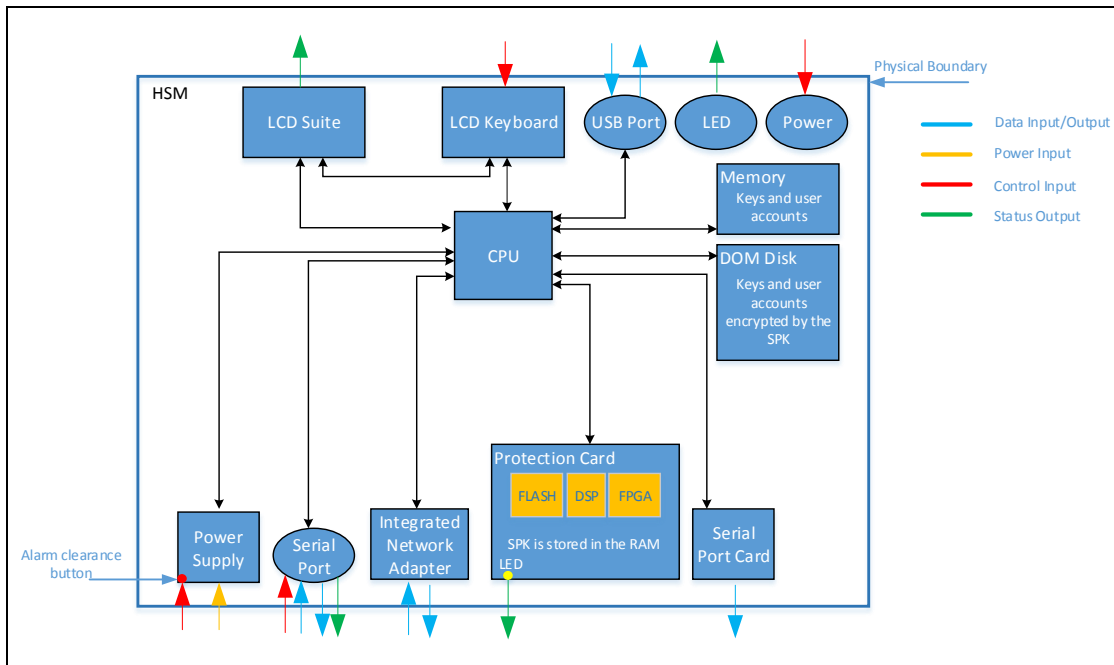 Physical Boundary
HSM
LCD Suite
LCD Keyboard
USB Port
LED
Power
Data Input/Output
Power Input
Control Input
Status Output
Memory
Keys and user
accounts
CPU
DOM Disk
Keys and user
accounts
encrypted by the
SPK
Protection Card
FLASH
DSP
FPGA
SPK is stored in the RAM
LED
Power
Supply
Serial
Port
Integrated
Network
Adapter
Serial
Port Card
Alarm clearance
button